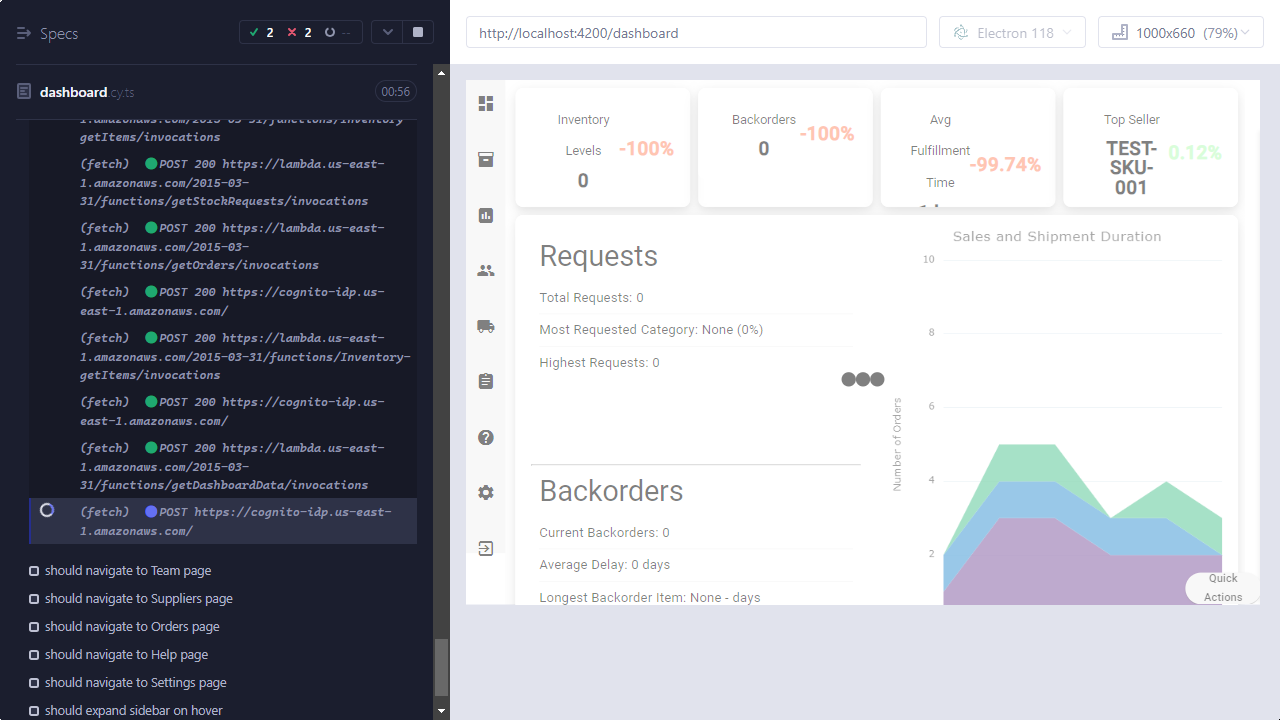 Specs
2
2
--
dashboard.cy.ts
00:56
1.amazonaws.com/2015-03-31/functions/Inventory-
getItems/invocations
(fetch) POST 200 https://lambda.us-east-
1.amazonaws.com/2015-03-
31/functions/getStockRequests/invocations
(fetch) POST 200 https://lambda.us-east-
1.amazonaws.com/2015-03-
31/functions/getOrders/invocations
(fetch) POST 200 https://cognito-idp.us-
east-1.amazonaws.com/
(fetch) POST 200 https://lambda.us-east-
1.amazonaws.com/2015-03-31/functions/Inventory-
getItems/invocations
(fetch) POST 200 https://cognito-idp.us-
east-1.amazonaws.com/
(fetch) POST 200 https://lambda.us-east-
1.amazonaws.com/2015-03-
31/functions/getDashboardData/invocations
(fetch) POST https://cognito-idp.us-east-
1.amazonaws.com/
should navigate to Team page
should navigate to Suppliers page
should navigate to Orders page
should navigate to Help page
should navigate to Settings page
should expand sidebar on hover
http://localhost:4200/dashboard
Electron 118
1000x660 (79%)
Inventory
Levels
0
-100%
Backorders
0
-100%
Avg
Fulfillment
Time
-99.74%
Top Seller
TEST-
SKU-
001
0.12%
Requests
Total Requests: 0
Most Requested Category: None (0%)
Highest Requests: 0
Backorders
Current Backorders: 0
Average Delay: 0 days
Longest Backorder Item: None - days
Sales and Shipment Duration
Number of Orders
10
8
6
4
2
Quick
Actions